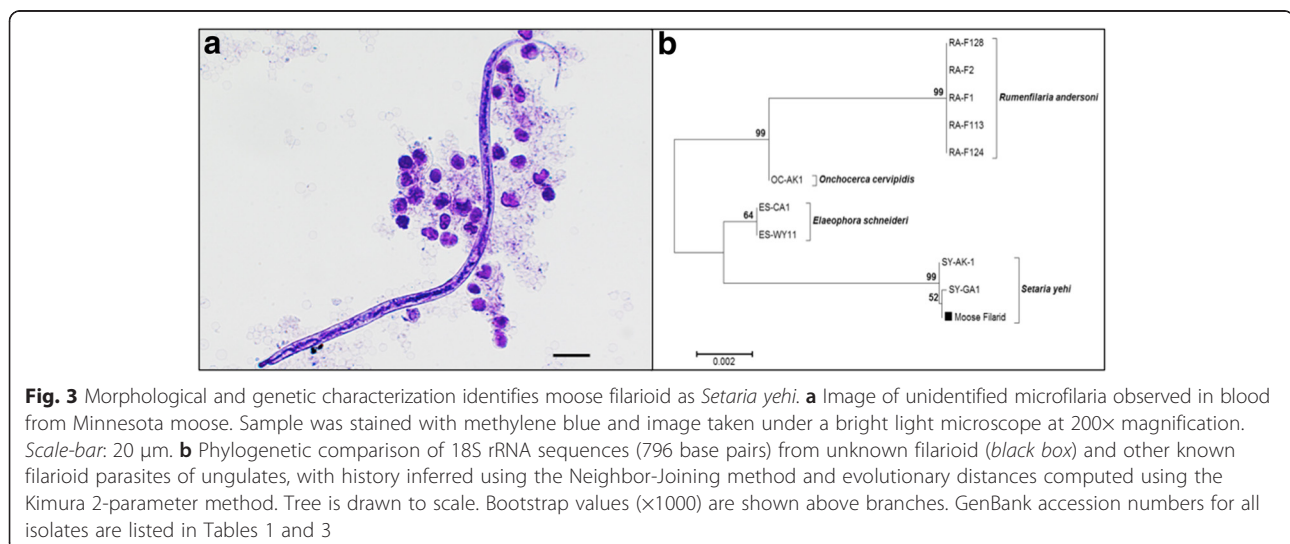 a
b
RA-F128
RA-F2
99
RA-F1
Rumenfilaria andersoni
RA-F113
99
RA-F124
OC-AK1
Onchocerca cervipidis
ES-CA1
64
Elaeophora schneideri
ES-WY11
SY-AK-1
99
SY-GA1
Setaria yehi
52
Moose Filarid
0.002
Fig. 3 Morphological and genetic characterization identifies moose filarioid as Setaria yehi. a Image of unidentified microfilaria observed in blood
from Minnesota moose. Sample was stained with methylene blue and image taken under a bright light microscope at 200× magnification.
Scale-bar: 20 μm. b Phylogenetic comparison of 18S rRNA sequences (796 base pairs) from unknown filarioid (black box) and other known
filarioid parasites of ungulates, with history inferred using the Neighbor-Joining method and evolutionary distances computed using the
Kimura 2-parameter method. Tree is drawn to scale. Bootstrap values (×1000) are shown above branches. GenBank accession numbers for all
isolates are listed in Tables 1 and 3